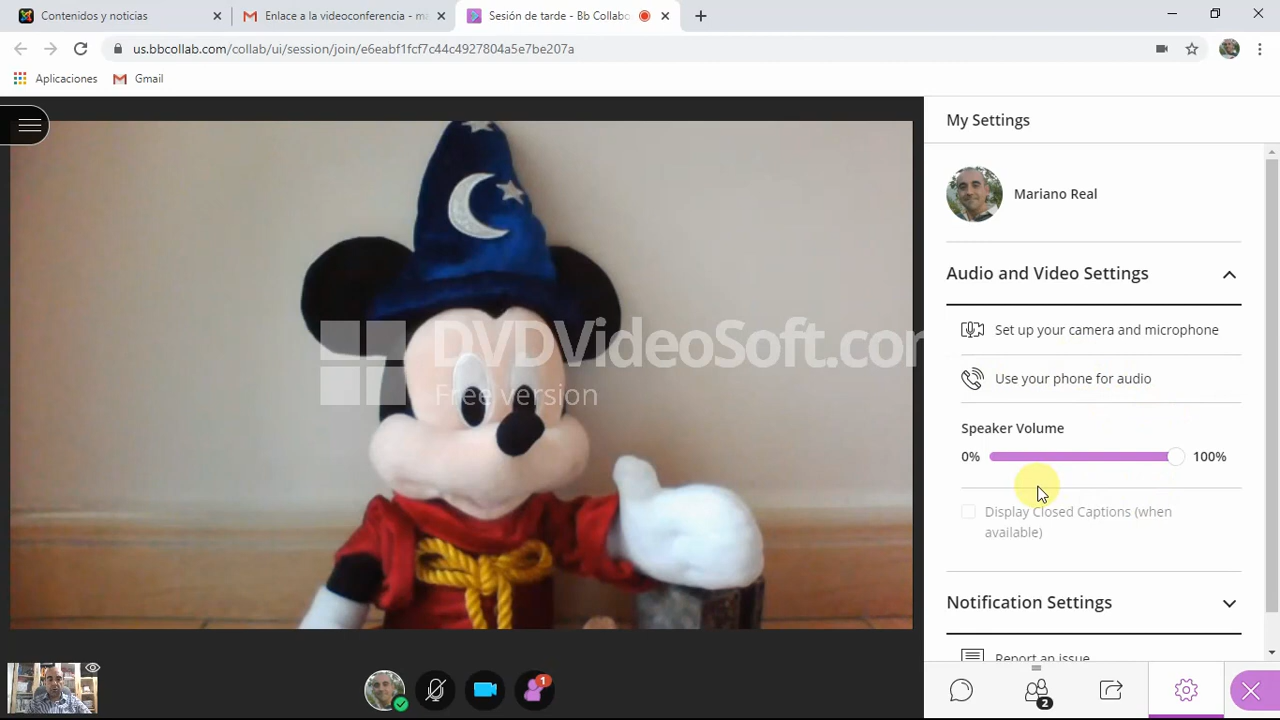 Contenidos y noticias
Enlace a la videoconferencia - ma
Sesión de tarde - Bb Collabo
us.bbcollab.com/collab/ui/session/join/e6eabf1fcf7c44c4927804a5e7be207a
Aplicaciones
Gmail
My Settings
Mariano Real
Audio and Video Settings
Set up your camera and microphone
Use your phone for audio
Speaker Volume
0% 100%
Display Closed Captions (when
available)
Notification Settings
Report an issue
DVDVideoSoft.com
Free version
1
2